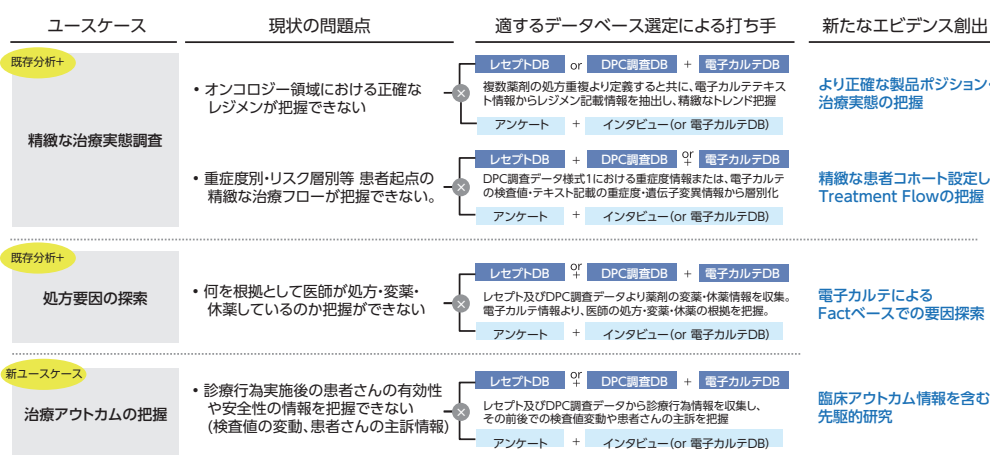 ユースケース
現状の問題点
適するデータベース選定による打ち手
新たなエビデンス創出
既存分析+
精緻な治療実態調査
• オンコロジー領域における正確な
レジメンが把握できない
×
レセプトDB or DPC調査DB + 電子カルテDB
複数薬剤の処方重複より定義すると共に、電子カルテテキス
ト情報からレジメン記載情報を抽出し、精緻なトレンド把握
アンケート + インタビュー(or 電子カルテDB)
より正確な製品ポジション・
治療実態の把握
• 重症度別・リスク層別等 患者起点の
精緻な治療フローが把握できない。
×
レセプトDB + DPC調査DB or + 電子カルテDB
DPC調査データ様式1における重症度情報または、電子カルテ
の検査値・テキスト記載の重症度・遺伝子変異情報から層別化
アンケート + インタビュー(or 電子カルテDB)
精緻な患者コホート設定し
Treatment Flowの把握
既存分析+
処方要因の探索
• 何を根拠として医師が処方・変薬・
休薬しているのか把握ができない
×
レセプトDB or + DPC調査DB + 電子カルテDB
レセプト及びDPC調査データより薬剤の変薬・休薬情報を収集。
電子カルテ情報より、医師の処方・変薬・休薬の根拠を把握。
アンケート + インタビュー(or 電子カルテDB)
電子カルテによる
Factベースでの要因探索
新ユースケース
治療アウトカムの把握
• 診療行為実施後の患者さんの有効性
や安全性の情報を把握できない
(検査値の変動、患者さんの主訴情報)
×
レセプトDB or + DPC調査DB + 電子カルテDB
レセプト及びDPC調査データから診療行為情報を収集し、
その前後での検査値変動や患者さんの主訴を把握
アンケート + インタビュー(or 電子カルテDB)
臨床アウトカム情報を含む
先駆的研究